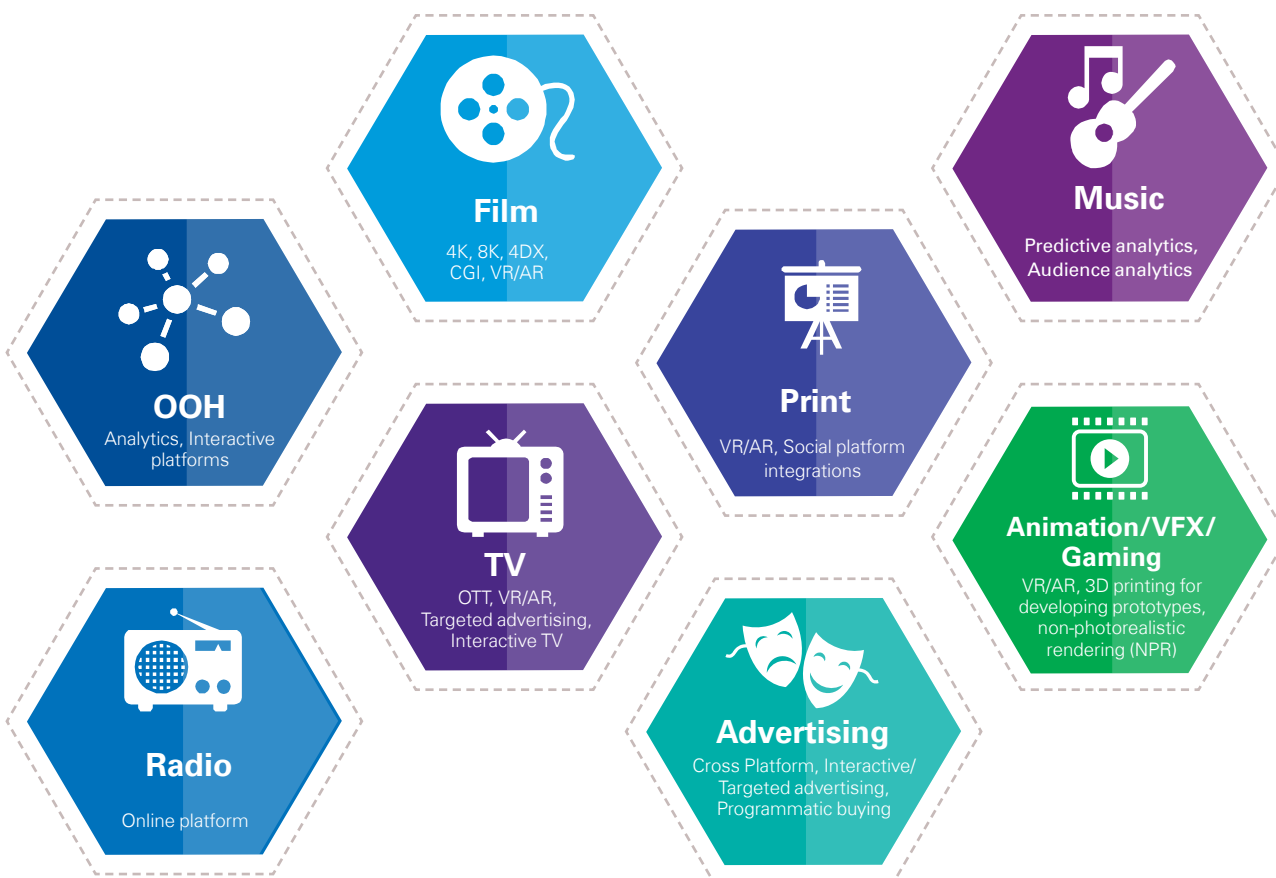 Film
4K, 8K, 4DX,
CGI, VR/AR
Music
Predictive analytics,
Audience analytics
OOH
Analytics, Interactive
platforms
Print
VR/AR, Social platform
integrations
TV
OTT, VR/AR,
Targeted advertising,
Interactive TV
Animation/VFX/
Gaming
VR/AR, 3D printing for
developing prototypes,
non-photorealistic
rendering (NPR)
Radio
Online platform
Advertising
Cross Platform, Interactive/
Targeted advertising,
Programmatic buying